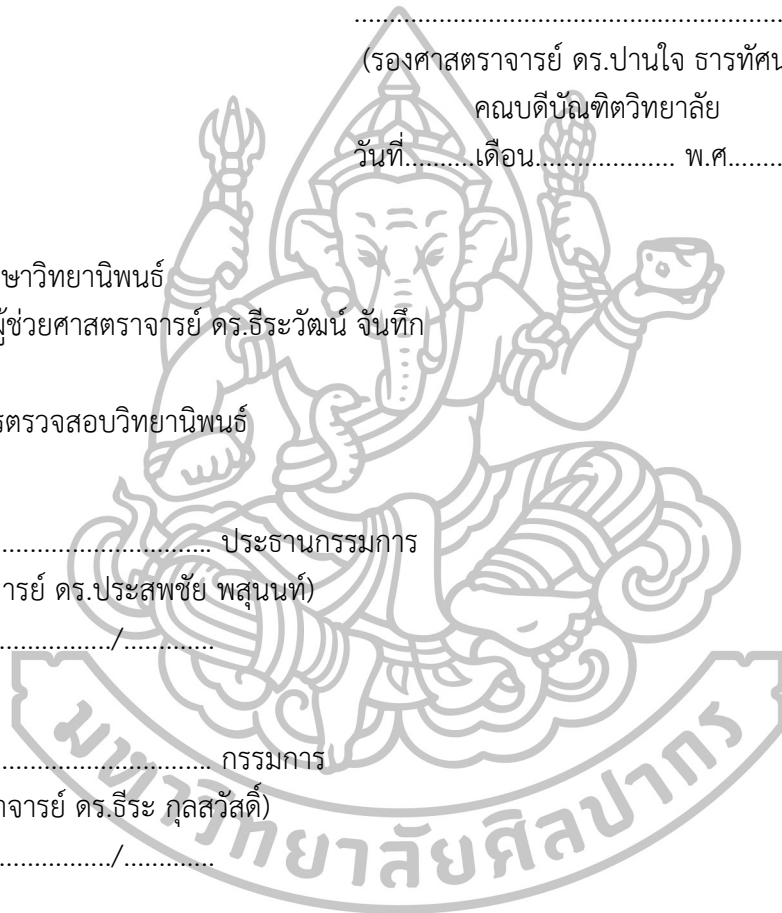 ........................................................
(รองศาสตราจารย์ ดร.ปานใจ ธารทัศน
คณบดีบัณฑิตวิทยาลัย
วันที่..........เดือน.................... พ.ศ.........
ษาวิทยานิพนธ์
ผู้ช่วยศาสตราจารย์ ดร.ธีระวัฒน์ จันทึก
รตรวจสอบวิทยานิพนธ์
................................ ประธานกรรมการ
ารย์ ดร.ประสพชัย พสุนนท์)
................/.............
................................ กรรมการ
าจารย์ ดร.ธีระ กุลสวัสดิ์)
................/.............
มหาวิทยาลัยศิลปากร